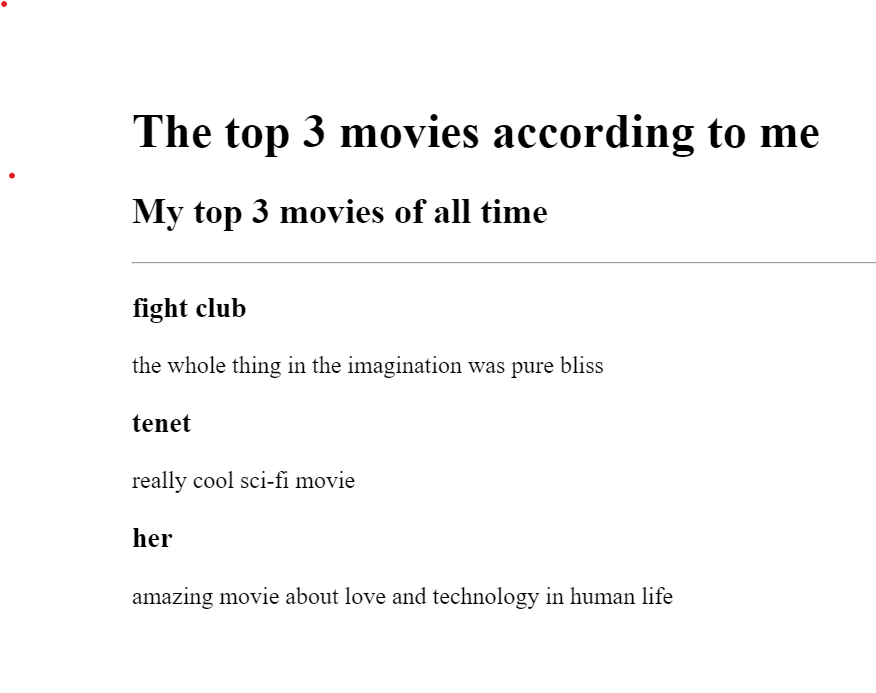 The top 3 movies according to me
My top 3 movies of all time
fight club
the whole thing in the imagination was pure bliss
tenet
really cool sci-fi movie
her
amazing movie about love and technology in human life